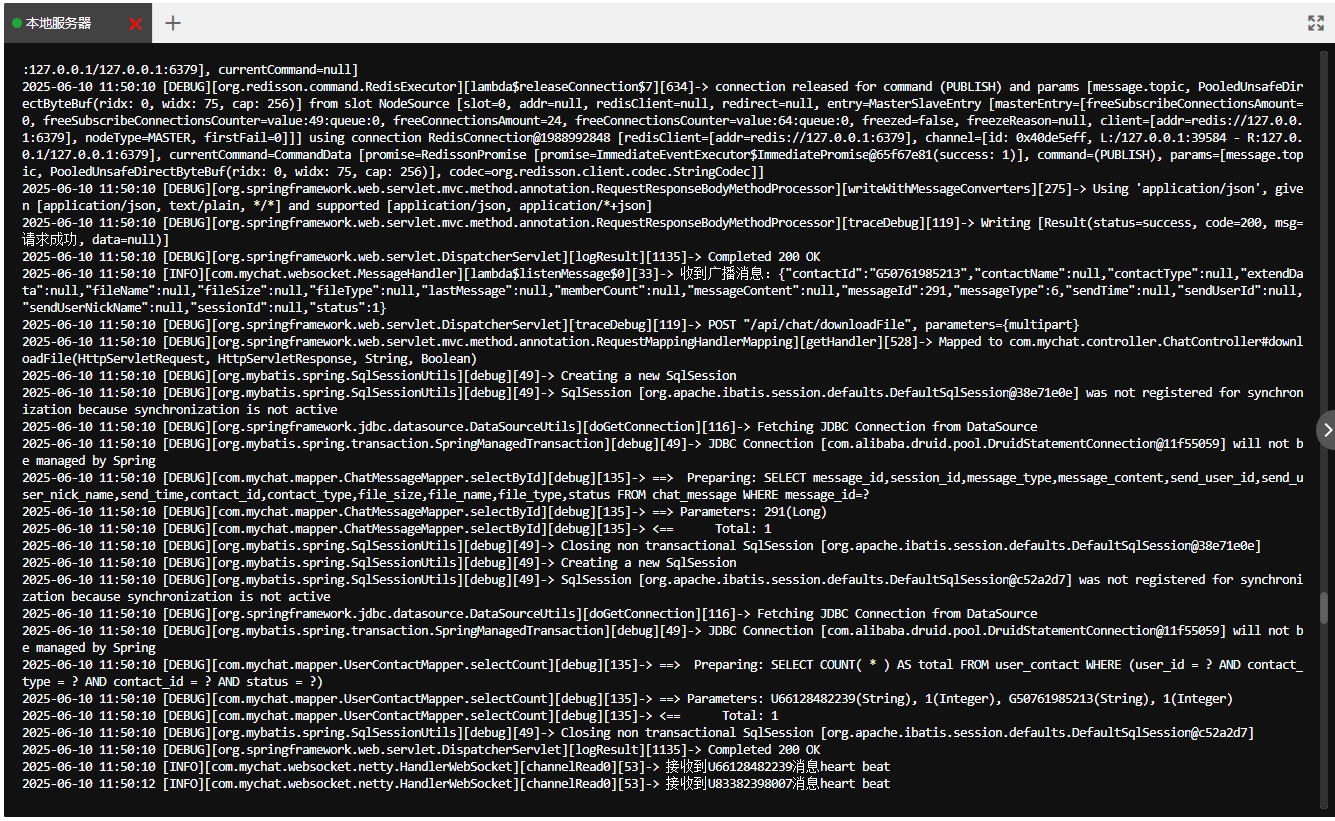 本地服务器
:127.0.0.1/127.0.0.1:6379], currentCommand=null]
2025-06-10 11:50:10 [DEBUG][org.redisson.command.RedisExecutor][lambda$releaseConnection$7][634]-> connection released for command (PUBLISH) and params [message.topic, PooledUnsafeDir
ectByteBuf(ridx: 0, widx: 75, cap: 256)] from slot NodeSource [slot=0, addr=null, redisClient=null, redirect=null, entry=MasterSlaveEntry [masterEntry=[freeSubscribeConnectionsAmount=
0, freeSubscribeConnectionsCounter=value:49:queue:0, freeConnectionsAmount=24, freeConnectionsCounter=value:64:queue:0, freezed=false, freezeReason=null, client=[addr=redis://127.0.0.
1:6379], nodeType=MASTER, firstFail=0]]] using connection RedisConnection@1988992848 [redisClient=[addr=redis://127.0.0.1:6379], channel=[id: 0x40de5eff, L:/127.0.0.1:39584 - R:127.0.
0.1/127.0.0.1:6379], currentCommand=CommandData [promise=RedissonPromise [promise=ImmediateEventExecutor$ImmediatePromise@65f67e81(success: 1)], command=(PUBLISH), params=[message.top
ic, PooledUnsafeDirectByteBuf(ridx: 0, widx: 75, cap: 256)], codec=org.redisson.client.codec.StringCodec]]
2025-06-10 11:50:10 [DEBUG][org.springframework.web.servlet.mvc.method.annotation.RequestResponseBodyMethodProcessor][writeWithMessageConverters][275]-> Using 'application/json', give
n [application/json, text/plain, */*] and supported [application/json, application/*+json]
2025-06-10 11:50:10 [DEBUG][org.springframework.web.servlet.mvc.method.annotation.RequestResponseBodyMethodProcessor][traceDebug][119]-> Writing [Result(status=success, code=200, msg=
请求成功, data=null)]
2025-06-10 11:50:10 [DEBUG][org.springframework.web.servlet.DispatcherServlet][logResult][1135]-> Completed 200 OK
2025-06-10 11:50:10 [INFO][com.mychat.websocket.MessageHandler][lambda$listenMessage$0][33]-> 收到广播消息: {"contactId":"G50761985213","contactName":null,"contactType":null,"extendDa
ta":null,"fileName":null,"fileSize":null,"fileType":null,"lastMessage":null,"memberCount":null,"messageContent":null,"messageId":291,"messageType":6,"sendTime":null,"sendUserId":null,
"sendUserNickName":null,"sessionId":null,"status":1}
2025-06-10 11:50:10 [DEBUG][org.springframework.web.servlet.DispatcherServlet][traceDebug][119]-> POST "/api/chat/downloadFile", parameters={multipart}
2025-06-10 11:50:10 [DEBUG][org.springframework.web.servlet.mvc.method.annotation.RequestMappingHandlerMapping][getHandler][528]-> Mapped to com.mychat.controller.ChatController#downl
oadFile(HttpServletRequest, HttpServletResponse, String, Boolean)
2025-06-10 11:50:10 [DEBUG][org.mybatis.spring.SqlSessionUtils][debug][49]-> Creating a new SqlSession
2025-06-10 11:50:10 [DEBUG][org.mybatis.spring.SqlSessionUtils][debug][49]-> SqlSession [org.apache.ibatis.session.defaults.DefaultSqlSession@38e71e0e] was not registered for synchron
ization because synchronization is not active
2025-06-10 11:50:10 [DEBUG][org.springframework.jdbc.datasource.DataSourceUtils][doGetConnection][116]-> Fetching JDBC Connection from DataSource
2025-06-10 11:50:10 [DEBUG][org.mybatis.spring.transaction.SpringManagedTransaction][debug][49]-> JDBC Connection [com.alibaba.druid.pool.DruidStatementConnection@11f55059] will not b
e managed by Spring
2025-06-10 11:50:10 [DEBUG][com.mychat.mapper.ChatMessageMapper.selectById][debug][135]-> ==>  Preparing: SELECT message_id,session_id,message_type,message_content,send_user_id,send_u
ser_nick_name,send_time,contact_id,contact_type,file_size,file_name,file_type,status FROM chat_message WHERE message_id=?
2025-06-10 11:50:10 [DEBUG][com.mychat.mapper.ChatMessageMapper.selectById][debug][135]-> ==> Parameters: 291(Long)
2025-06-10 11:50:10 [DEBUG][com.mychat.mapper.ChatMessageMapper.selectById][debug][135]-> <==      Total: 1
2025-06-10 11:50:10 [DEBUG][org.mybatis.spring.SqlSessionUtils][debug][49]-> Closing non transactional SqlSession [org.apache.ibatis.session.defaults.DefaultSqlSession@38e71e0e]
2025-06-10 11:50:10 [DEBUG][org.mybatis.spring.SqlSessionUtils][debug][49]-> Creating a new SqlSession
2025-06-10 11:50:10 [DEBUG][org.mybatis.spring.SqlSessionUtils][debug][49]-> SqlSession [org.apache.ibatis.session.defaults.DefaultSqlSession@c52a2d7] was not registered for synchroni
zation because synchronization is not active
2025-06-10 11:50:10 [DEBUG][org.springframework.jdbc.datasource.DataSourceUtils][doGetConnection][116]-> Fetching JDBC Connection from DataSource
2025-06-10 11:50:10 [DEBUG][org.mybatis.spring.transaction.SpringManagedTransaction][debug][49]-> JDBC Connection [com.alibaba.druid.pool.DruidStatementConnection@11f55059] will not b
e managed by Spring
2025-06-10 11:50:10 [DEBUG][com.mychat.mapper.UserContactMapper.selectCount][debug][135]-> ==>  Preparing: SELECT COUNT( * ) AS total FROM user_contact WHERE (user_id = ? AND contact_
type = ? AND contact_id = ? AND status = ?)
2025-06-10 11:50:10 [DEBUG][com.mychat.mapper.UserContactMapper.selectCount][debug][135]-> ==> Parameters: U66128482239(String), 1(Integer), G50761985213(String), 1(Integer)
2025-06-10 11:50:10 [DEBUG][com.mychat.mapper.UserContactMapper.selectCount][debug][135]-> <==      Total: 1
2025-06-10 11:50:10 [DEBUG][org.mybatis.spring.SqlSessionUtils][debug][49]-> Closing non transactional SqlSession [org.apache.ibatis.session.defaults.DefaultSqlSession@c52a2d7]
2025-06-10 11:50:10 [DEBUG][org.springframework.web.servlet.DispatcherServlet][logResult][1135]-> Completed 200 OK
2025-06-10 11:50:10 [INFO][com.mychat.websocket.netty.HandlerWebSocket][channelRead0][53]-> 接收到U66128482239消息heart beat
2025-06-10 11:50:12 [INFO][com.mychat.websocket.netty.HandlerWebSocket][channelRead0][53]-> 接收到U83382398007消息heart beat